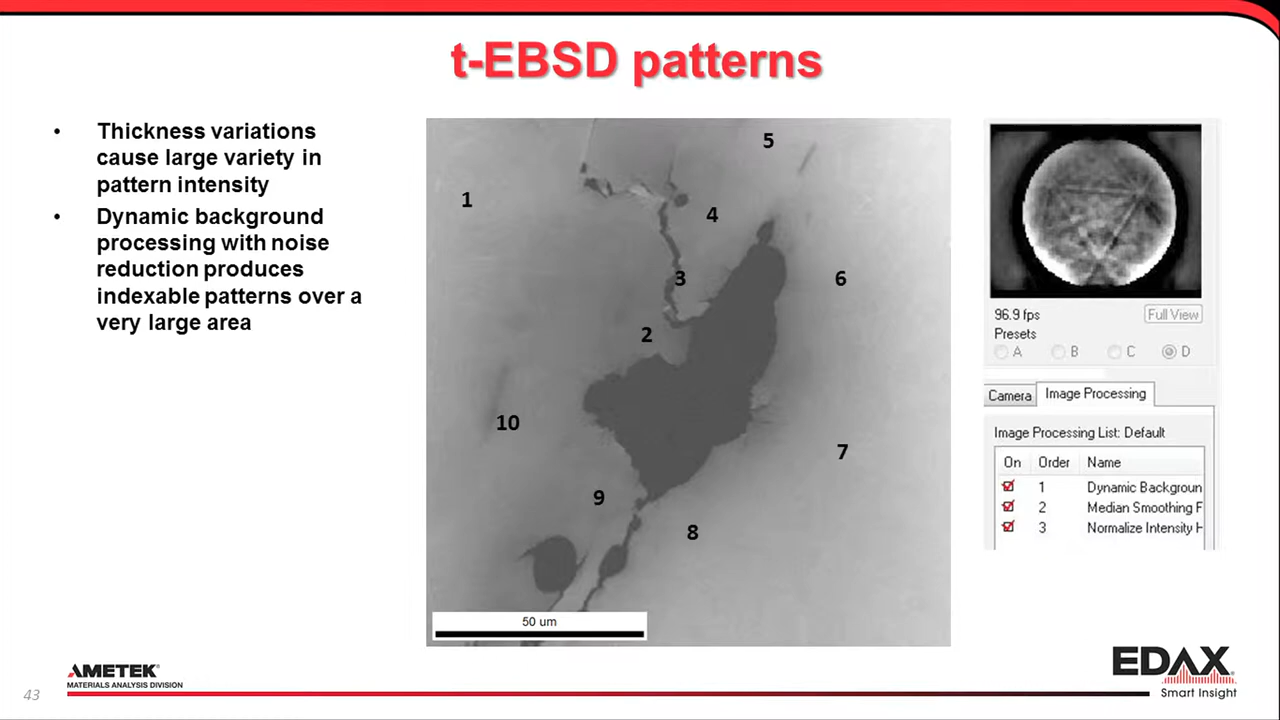 t-EBSD patterns
• Thickness variations
cause large variety in
pattern intensity
• Dynamic background
processing with noise
reduction produces
indexable patterns over a
very large area
5
1
4
3
6
2
10
7
9
8
50 um
96.9 fps
Full View
Presets
A B C D
Camera Image Processing
Image Processing List: Default
On Order Name
1 Dynamic Backgroun
2 Median Smoothing F
3 Normalize Intensity H
43
AMETEK®
MATERIALS ANALYSIS DIVISION
EDAX
Smart Insight